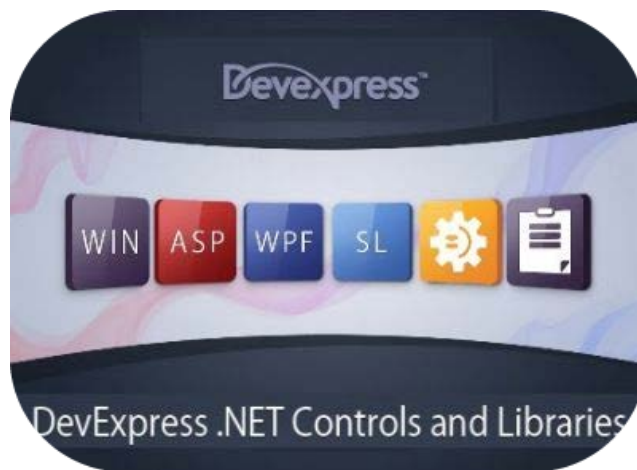 Devexpress™
WIN ASP WPF SL
DevExpress .NET Controls and Libraries